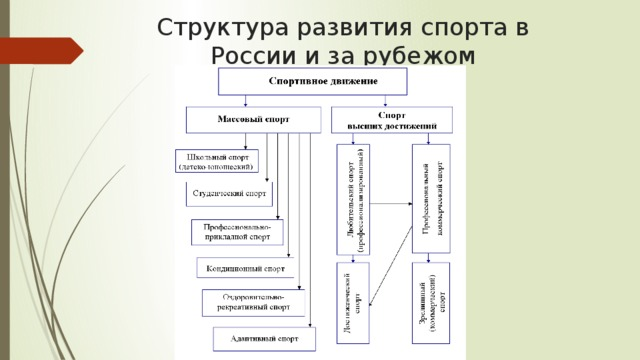 Структура развития спорта в
России и за рубежом
Спортивное движение
Массовый спорт
Спорт
высших достижений
Школьный спорт
(детско-юношеский)
Студенческий спорт
Профессионально-
прикладной спорт
Кондиционный спорт
Оздоровительно-
рекреативный спорт
Адаптивный спорт
Любительский спорт
(профессионализированный)
Профессиональный
коммерческий спорт
Достиженческий
спорт
Зрелищный
(коммерческий)
спорт